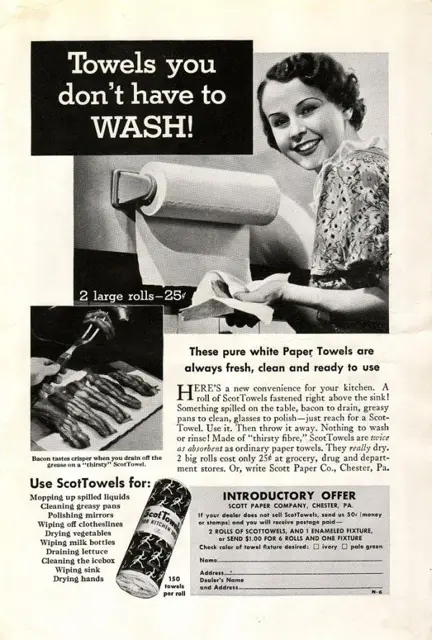 Towels you
don't have to
WASH!
2 large rolls—25¢
These pure white Paper Towels are
always fresh, clean and ready to use!
Bacon tastes crisper when you drain off the
grease on a "thirsty" ScotTowel.
HERE'S a new convenience for your kitchen. A
roll of ScotTowels fastened right above the sink!
Something spilled on the table, bacon to drain, greasy
pans to clean, glasses to polish—just reach for a Scot-
Towel. Use it. Then throw it away. Nothing to wash
or rinse! Made of "thirsty fibre," ScotTowels are twice
as absorbent as ordinary paper towels. They really dry.
2 big rolls cost only 25¢ at grocery, drug and depart-
ment stores. Or, write Scott Paper Co., Chester, Pa.
Use ScotTowels for:
Mopping up spilled liquids
Cleaning greasy pans
Polishing mirrors
Wiping off clotheslines
Drying vegetables
Wiping milk bottles
Draining lettuce
Cleaning the icebox
Wiping sink
Drying hands
ScotTowels
FOR KITCHEN
150
towels
per roll
INTRODUCTORY OFFER
SCOTT PAPER COMPANY, CHESTER, PA.
If your dealer does not sell ScotTowels, send us 50¢ (money
or stamps) and you will receive postage paid—
2 ROLLS OF SCOTTOWELS, AND 1 ENAMELED FIXTURE,
or SEND $1.00 FOR 6 ROLLS AND ONE FIXTURE
Check color of towel fixture desired: □ ivory □ pale green
Name
Address
Dealer's Name
and Address
N-6